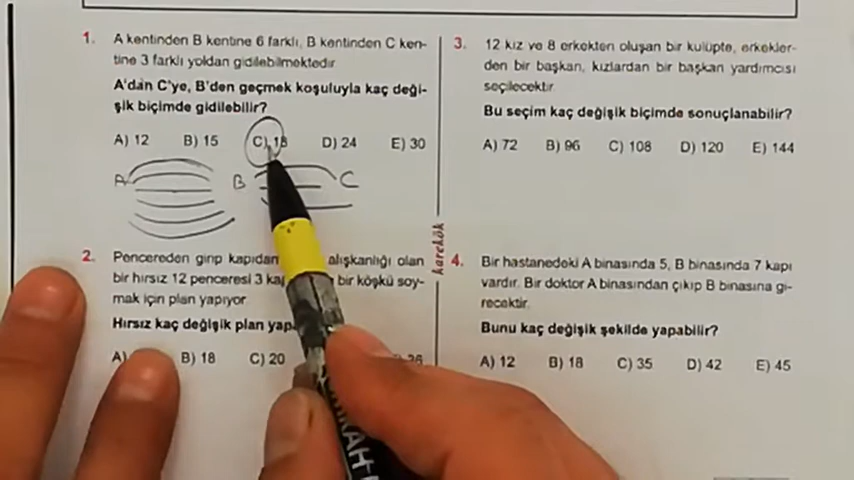 1. A kentinden B kentine 6 farklı, B kentinden C ken-
tine 3 farklı yoldan gidilebilmektedir
A'dan C'ye, B'den geçmek koşuluyla kaç deği-
şik biçimde gidilebilir?
A) 12 B) 15 C) 18 D) 24 E) 30
A B C
2. Pencereden girip kapıdan alışkanlığı olan
bir hırsız 12 penceresi 3 bir köşkü soy-
mak için plan yapıyor
Hırsız kaç değişik plan
A) B) 18 C) 20
3. 12 kız ve 8 erkekten oluşan bir kulüpte, erkekler-
den bir başkan, kızlardan bir başkan yardımcısı
seçilecektir.
Bu seçim kaç değişik biçimde sonuçlanabilir?
A) 72 B) 96 C) 108 D) 120 E) 144
karekök
4. Bir hastanedeki A binasında 5, B binasında 7 kapı
vardır. Bir doktor A binasından çıkıp B binasına gi-
recektir.
Bunu kaç değişik şekilde yapabilir?
A) 12 B) 18 C) 35 D) 42 E) 45